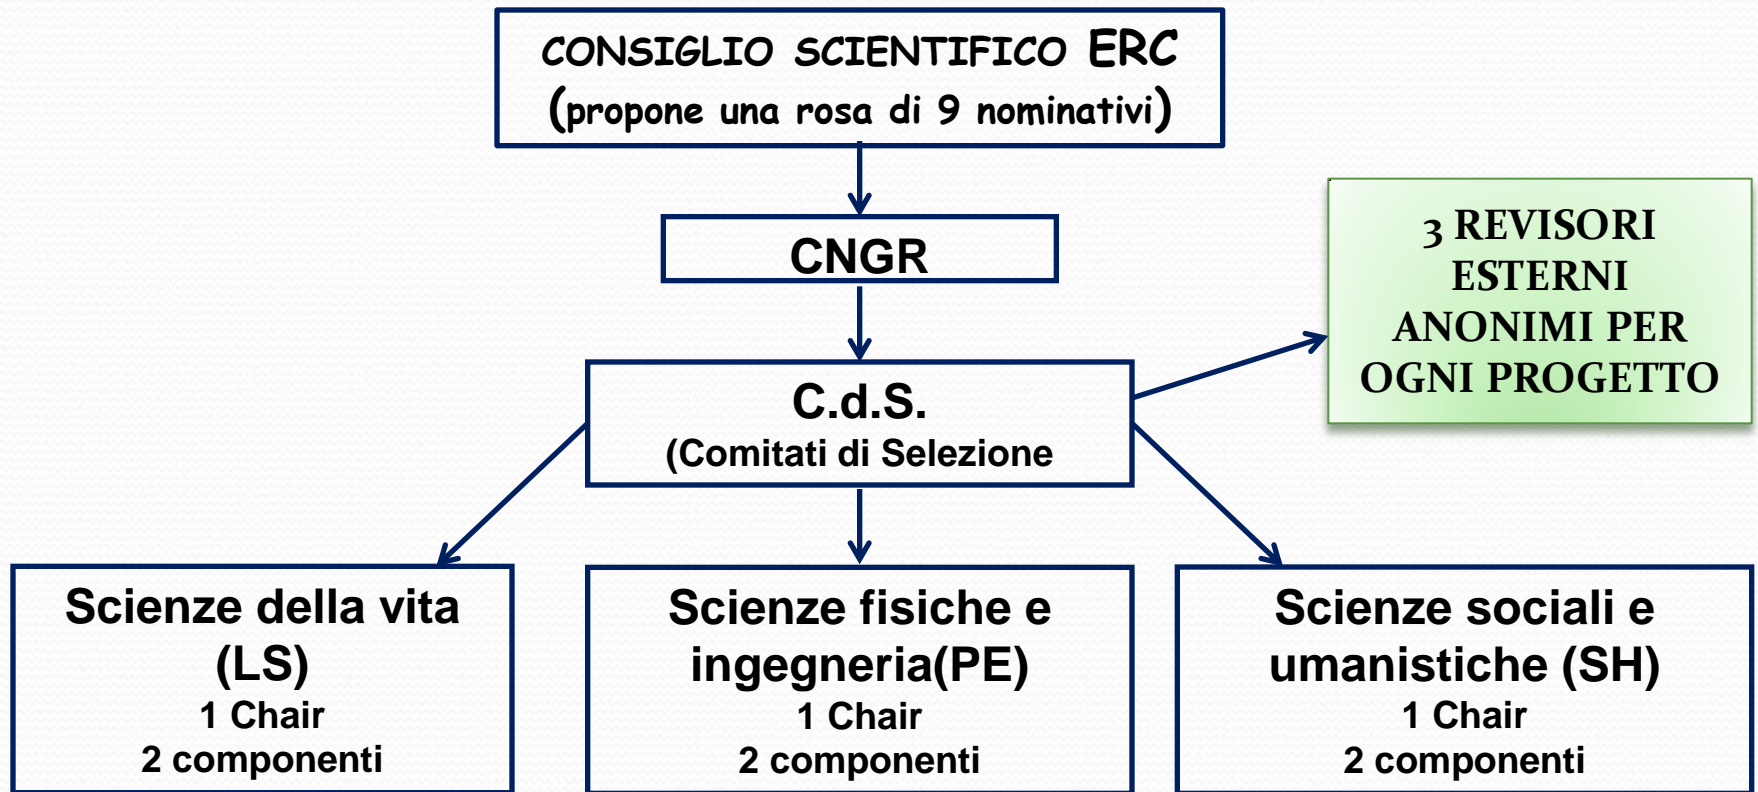 CONSIGLIO SCIENTIFICO ERC
(propone una rosa di 9 nominativi)
CNGR
3 REVISORI
ESTERNI
ANONIMI PER
OGNI PROGETTO
C.d.S.
(Comitati di Selezione
Scienze della vita
(LS)
1 Chair
2 componenti
Scienze fisiche e
ingegneria(PE)
1 Chair
2 componenti
Scienze sociali e
umanistiche (SH)
1 Chair
2 componenti